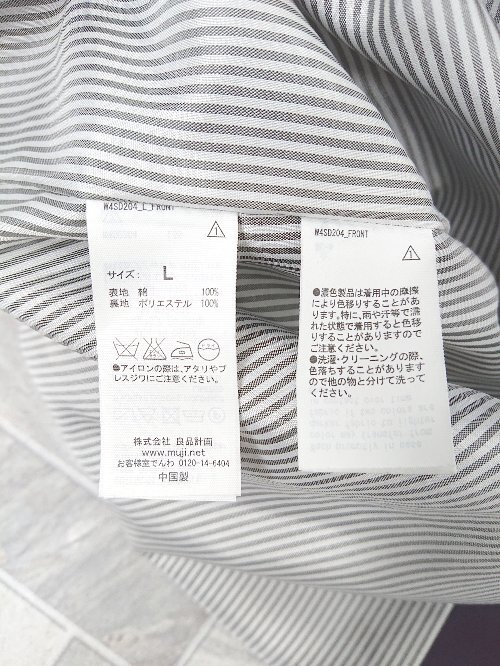 W4SD204_L_FRONT
サイズ: L
表地 綿 100%
裏地 ポリエステル 100%
●アイロンの際は、アタリやプ
レスジワにご注意ください。
株式会社 良品計画
www.muji.net
お客様室でんわ 0120-14-6404
中国製
W4SD204_FRONT
●濃色製品は着用中の摩擦
により色移りすることがあ
ります。特に、雨や汗等で濡
れた状態で着用すると色移
りすることがありますので
ご注意ください。
●洗濯・クリーニングの際、
色落ちすることがあります
ので他の物と分けて洗って
ください。